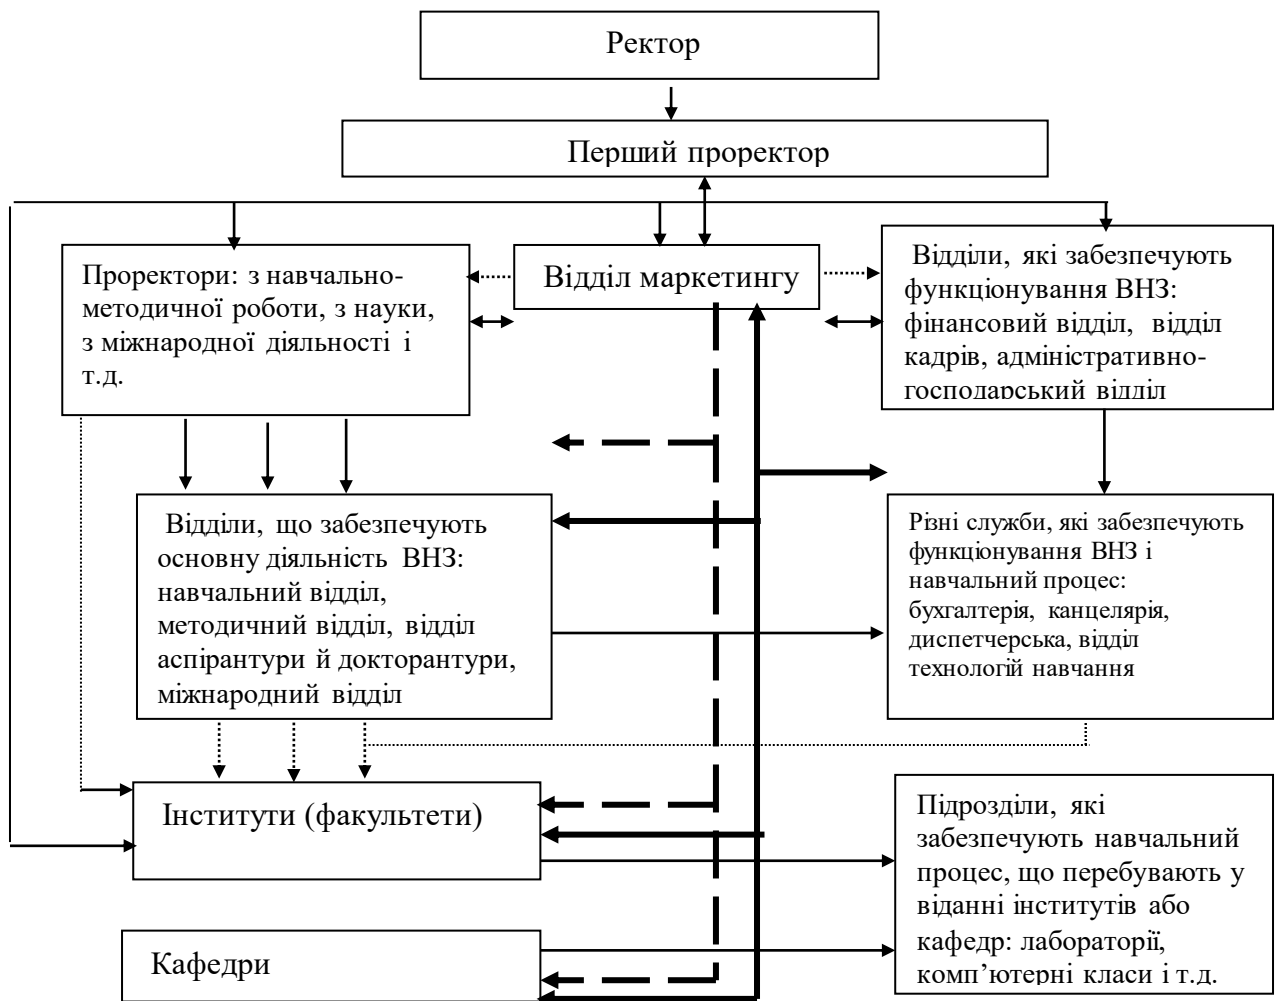 Ректор
Перший проректор
Проректори: з навчально-
методичної роботи, з науки,
з міжнародної діяльності і
т.д.
Відділ маркетингу
Відділи, які забезпечують
функціонування ВНЗ:
фінансовий відділ, відділ
кадрів, адміністративно-
господарський відділ
Відділи, що забезпечують
основну діяльність ВНЗ:
навчальний відділ,
методичний відділ, відділ
аспірантури й докторантури,
міжнародний відділ
Різні служби, які забезпечують
функціонування ВНЗ і
навчальний процес:
бухгалтерія, канцелярія,
диспетчерська, відділ
технологій навчання
Інститути (факультети)
Підрозділи, які
забезпечують навчальний
процес, що перебувають у
віданні інститутів або
кафедр: лабораторії,
комп’ютерні класи і т.д.
Кафедри